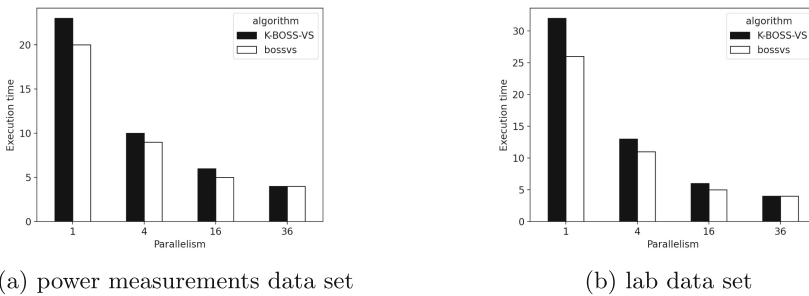 algorithm
K-BOSS-VS
bossvs
20
15
10
5
0
Execution time
1 4 16 36
Parallelism
(a) power measurements data set
algorithm
K-BOSS-VS
bossvs
30
25
20
15
10
5
0
Execution time
1 4 16 36
Parallelism
(b) lab data set